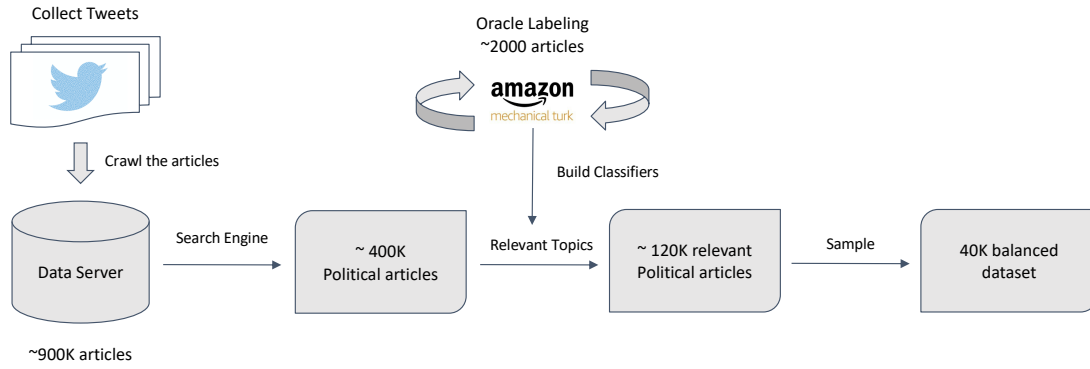 Collect Tweets
Crawl the articles
Data Server
~900K articles
Search Engine
~ 400K
Political articles
Oracle Labeling
~2000 articles
amazon
mechanical turk
Build Classifiers
Relevant Topics
~ 120K relevant
Political articles
Sample
40K balanced
dataset